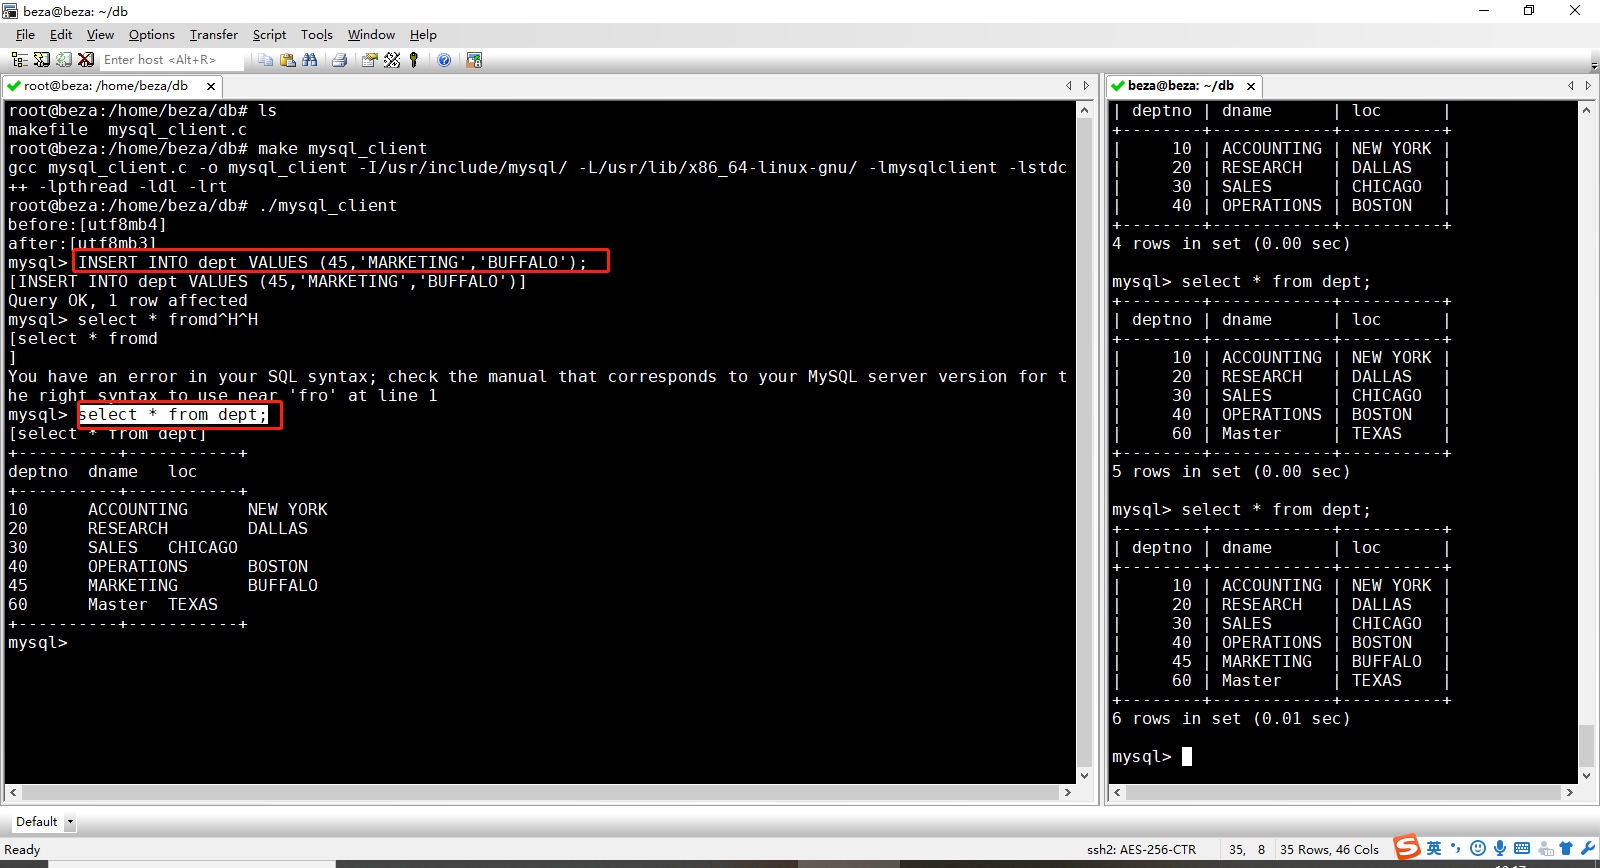 beza@beza: ~/db
File Edit View Options Transfer Script Tools Window Help
Enter host <Alt+R>
root@beza: /home/beza/db
root@beza:/home/beza/db# ls
makefile  mysql_client.c
root@beza:/home/beza/db# make mysql_client
gcc mysql_client.c -o mysql_client -I/usr/include/mysql/ -L/usr/lib/x86_64-linux-gnu/ -lmysqlclient -lstdc
++ -lpthread -ldl -lrt
root@beza:/home/beza/db# ./mysql_client
before:[utf8mb4]
after:[utf8mb3]
mysql> INSERT INTO dept VALUES (45,'MARKETING','BUFFALO');
[INSERT INTO dept VALUES (45,'MARKETING','BUFFALO')]
Query OK, 1 row affected
mysql> select * fromd^H^H
[select * fromd
]
You have an error in your SQL syntax; check the manual that corresponds to your MySQL server version for t
he right syntax to use near 'fro' at line 1
mysql> select * from dept;
[select * from dept]
+----------+-----------+
deptno  dname   loc
+----------+-----------+
10      ACCOUNTING      NEW YORK
20      RESEARCH        DALLAS
30      SALES   CHICAGO
40      OPERATIONS      BOSTON
45      MARKETING       BUFFALO
60      Master  TEXAS
+----------+-----------+
mysql>
beza@beza: ~/db
| deptno | dname      | loc      |
+--------+------------+----------+
|     10 | ACCOUNTING | NEW YORK |
|     20 | RESEARCH   | DALLAS   |
|     30 | SALES      | CHICAGO  |
|     40 | OPERATIONS | BOSTON   |
+--------+------------+----------+
4 rows in set (0.00 sec)
mysql> select * from dept;
+--------+------------+----------+
| deptno | dname      | loc      |
+--------+------------+----------+
|     10 | ACCOUNTING | NEW YORK |
|     20 | RESEARCH   | DALLAS   |
|     30 | SALES      | CHICAGO  |
|     40 | OPERATIONS | BOSTON   |
|     60 | Master     | TEXAS    |
+--------+------------+----------+
5 rows in set (0.00 sec)
mysql> select * from dept;
+--------+------------+----------+
| deptno | dname      | loc      |
+--------+------------+----------+
|     10 | ACCOUNTING | NEW YORK |
|     20 | RESEARCH   | DALLAS   |
|     30 | SALES      | CHICAGO  |
|     40 | OPERATIONS | BOSTON   |
|     45 | MARKETING  | BUFFALO  |
|     60 | Master     | TEXAS    |
+--------+------------+----------+
6 rows in set (0.01 sec)
mysql>
Default
Ready
ssh2: AES-256-CTR 35, 8 35 Rows, 46 Cols
英